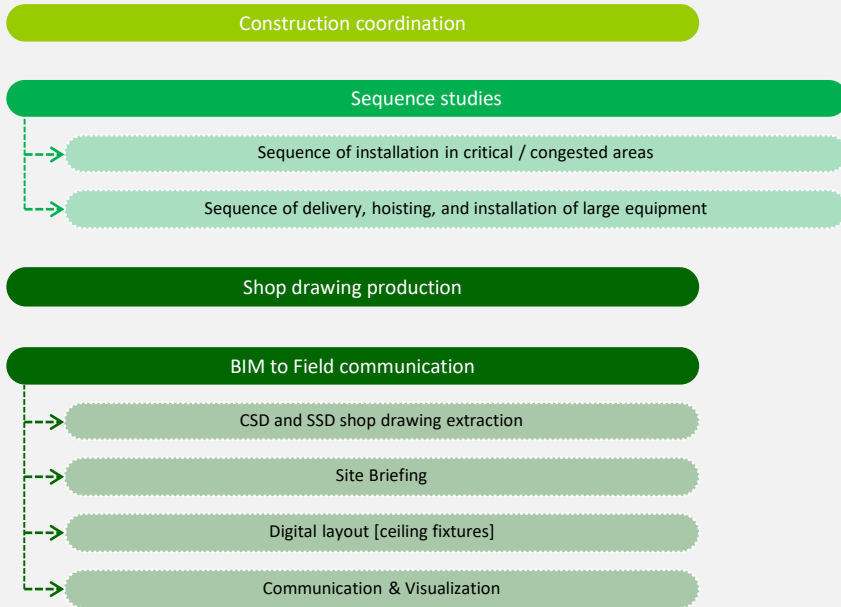 Construction coordination
Sequence studies
Sequence of installation in critical / congested areas
Sequence of delivery, hoisting, and installation of large equipment
Shop drawing production
BIM to Field communication
CSD and SSD shop drawing extraction
Site Briefing
Digital layout [ceiling fixtures]
Communication & Visualization